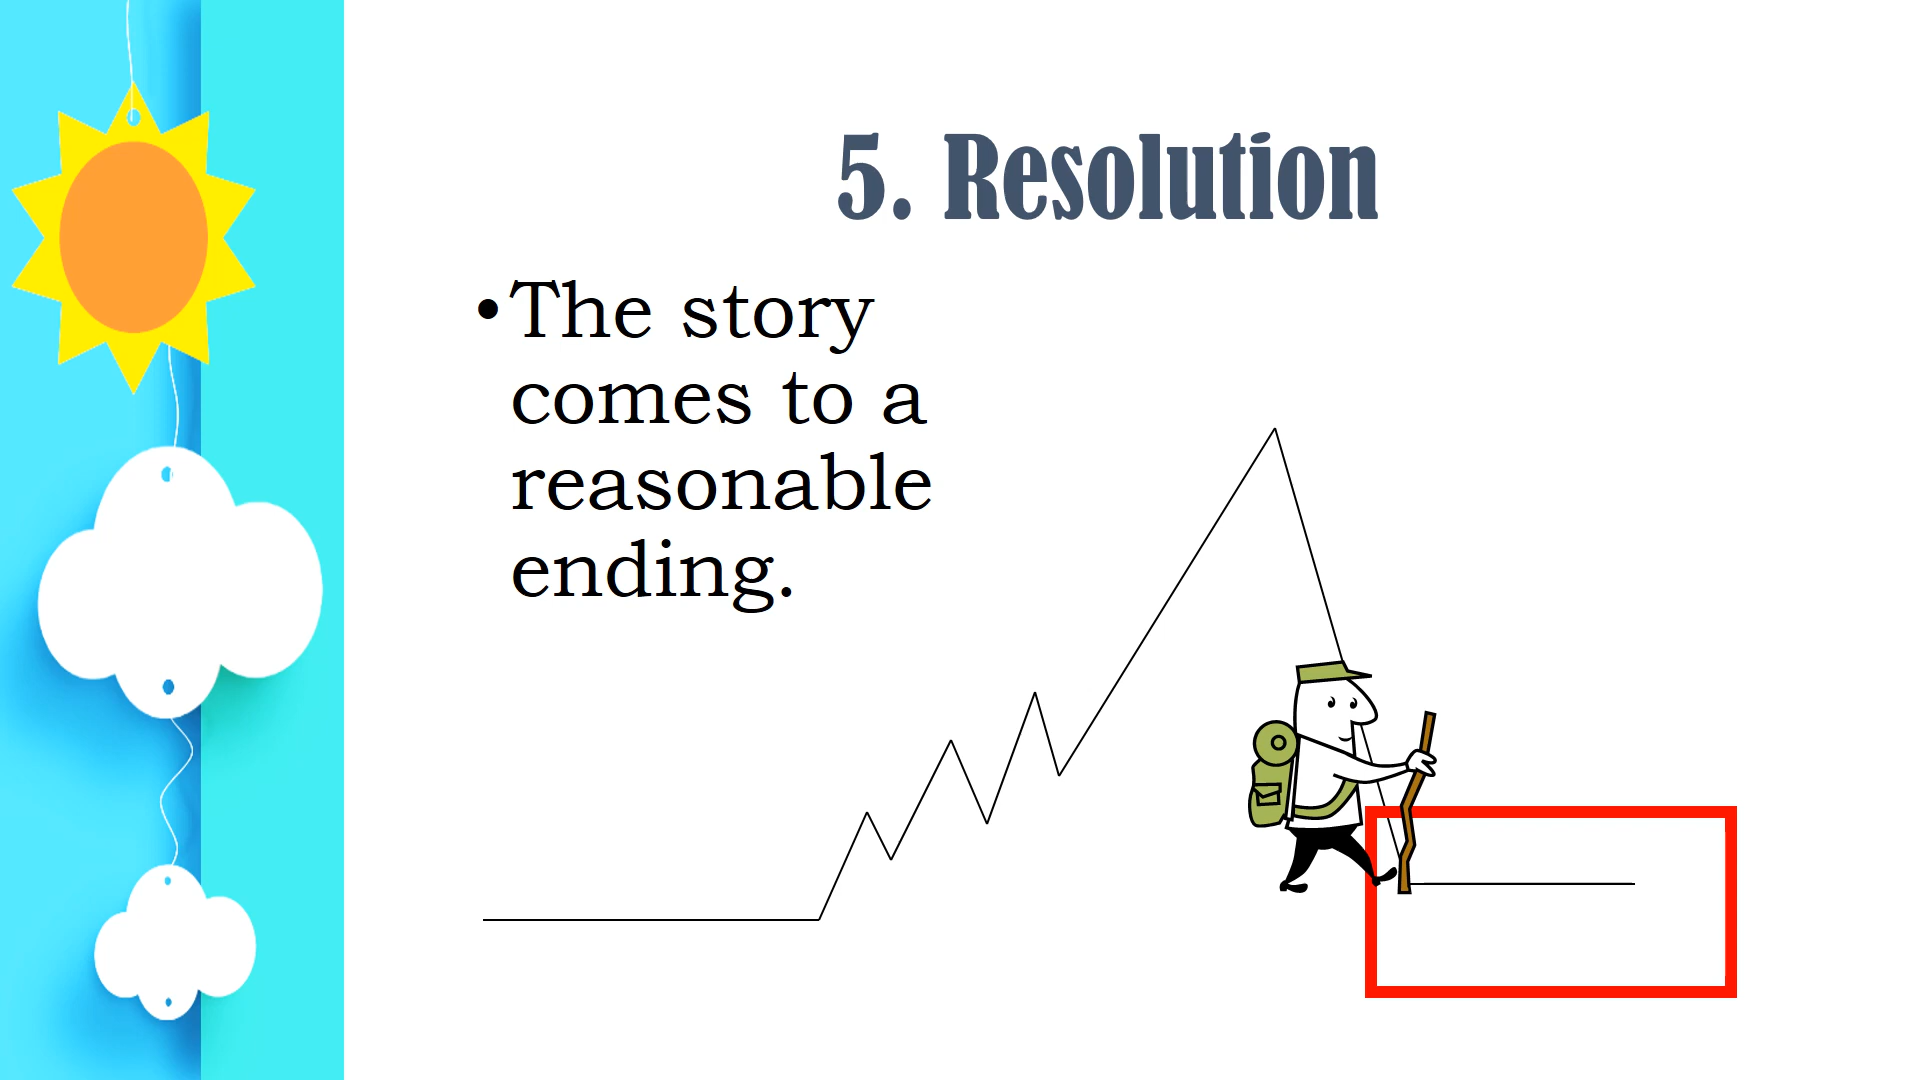 5. Resolution
•The story
comes to a
reasonable
ending.